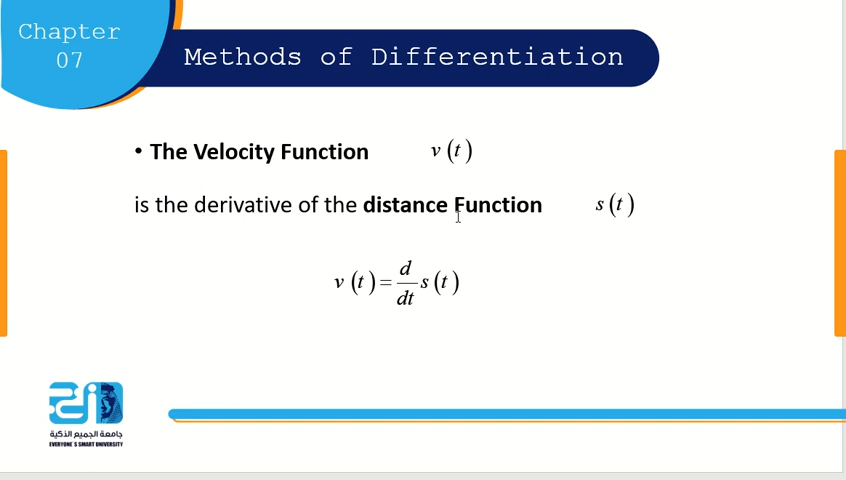 Chapter
07
Methods of Differentiation
• The Velocity Function v(t)
is the derivative of the distance Function s(t)
v(t) = d/dt s(t)
جامعة الجميع الذكية
EVERYONE'S SMART UNIVERSITY